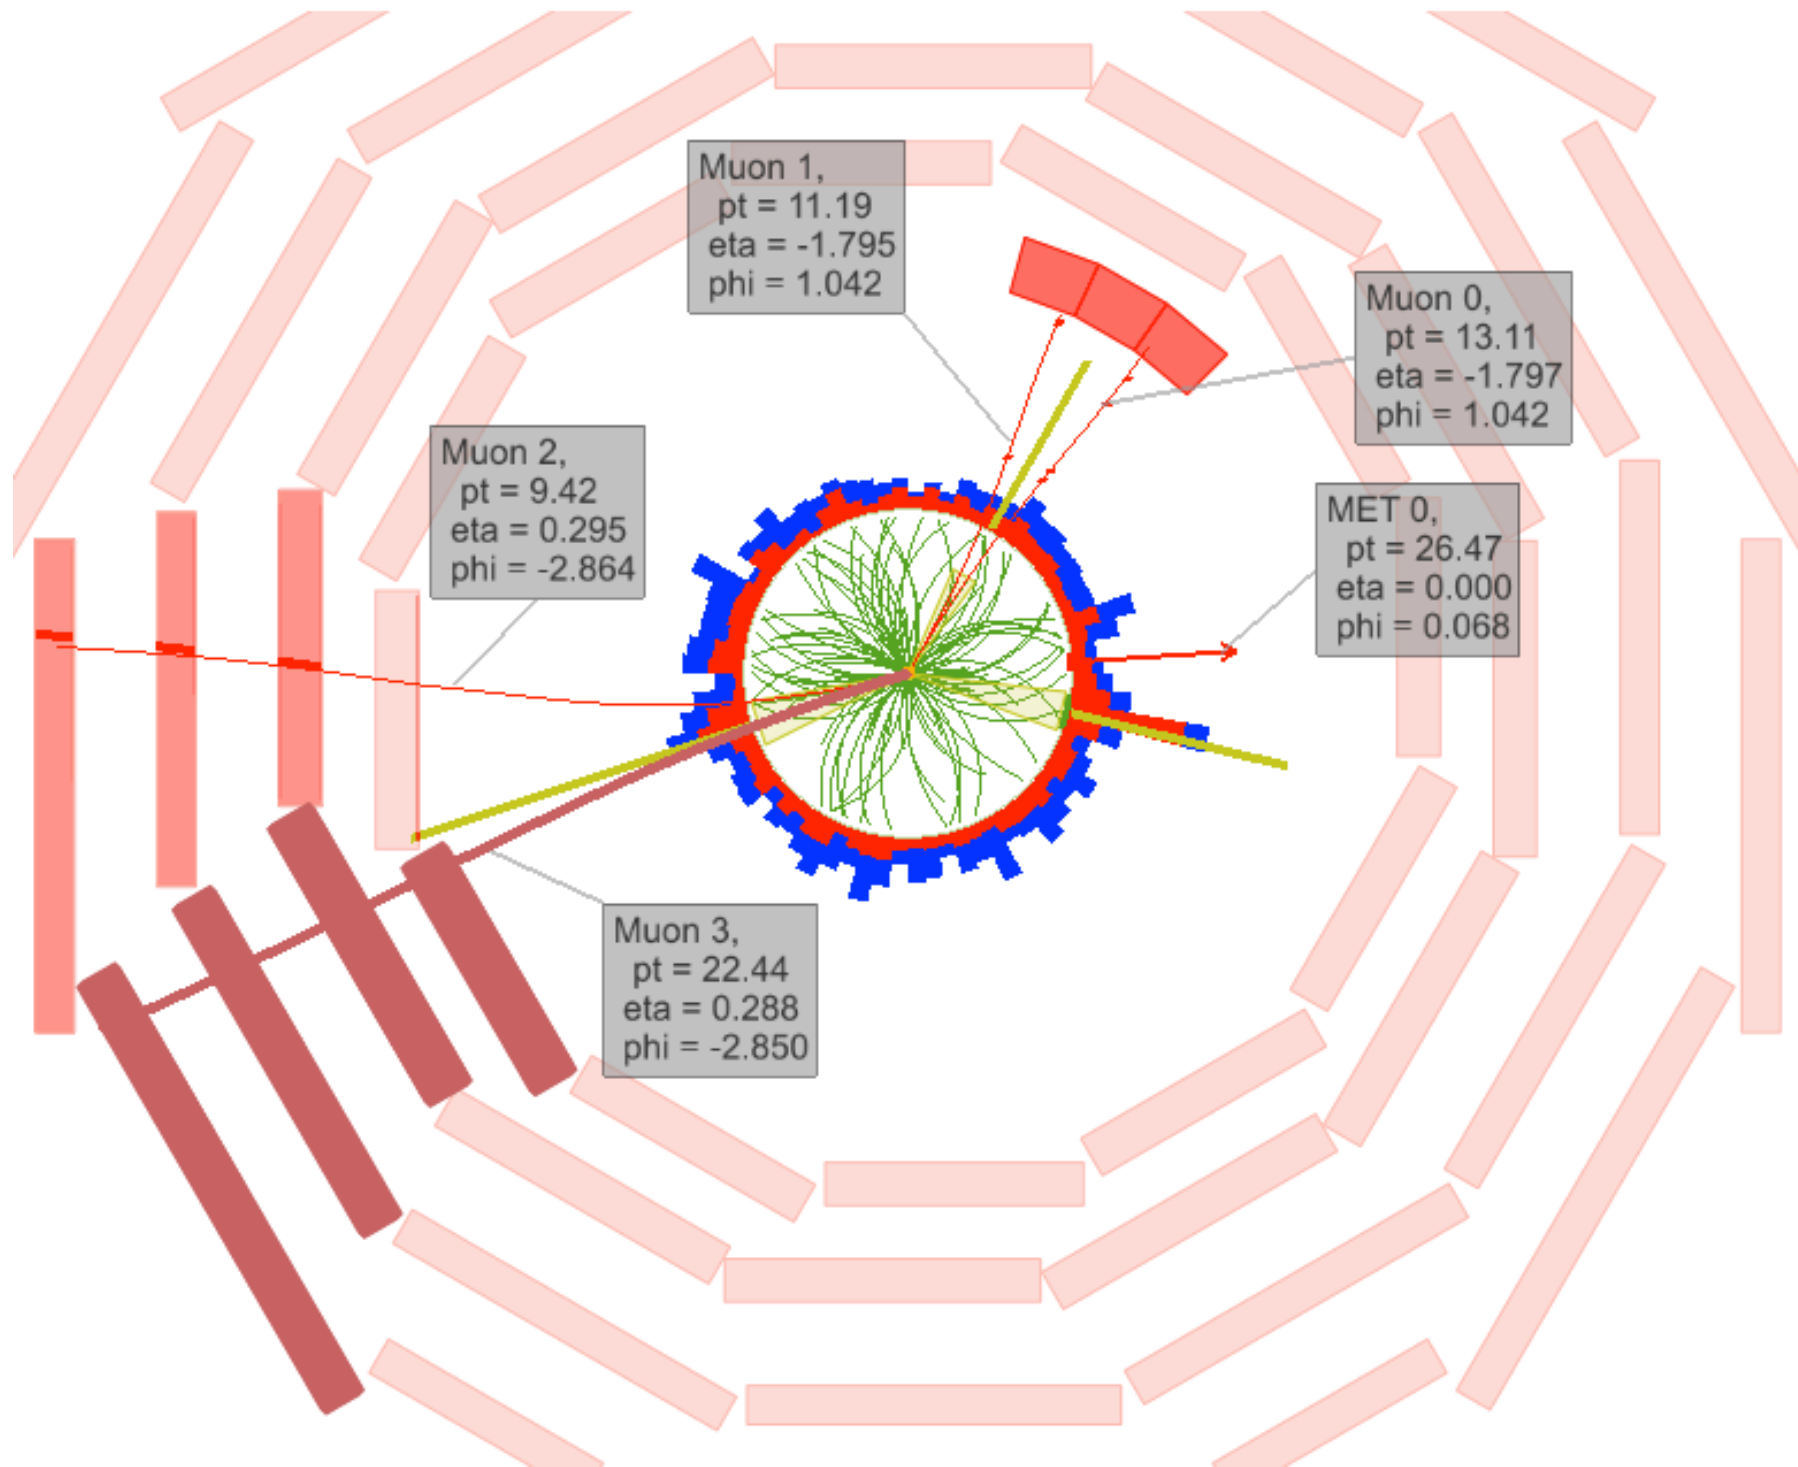 Muon 1,
pt = 11.19
eta = -1.795
phi = 1.042
Muon 0,
pt = 13.11
eta = -1.797
phi = 1.042
Muon 2,
pt = 9.42
eta = 0.295
phi = -2.864
MET 0,
pt = 26.47
eta = 0.000
phi = 0.068
Muon 3,
pt = 22.44
eta = 0.288
phi = -2.850